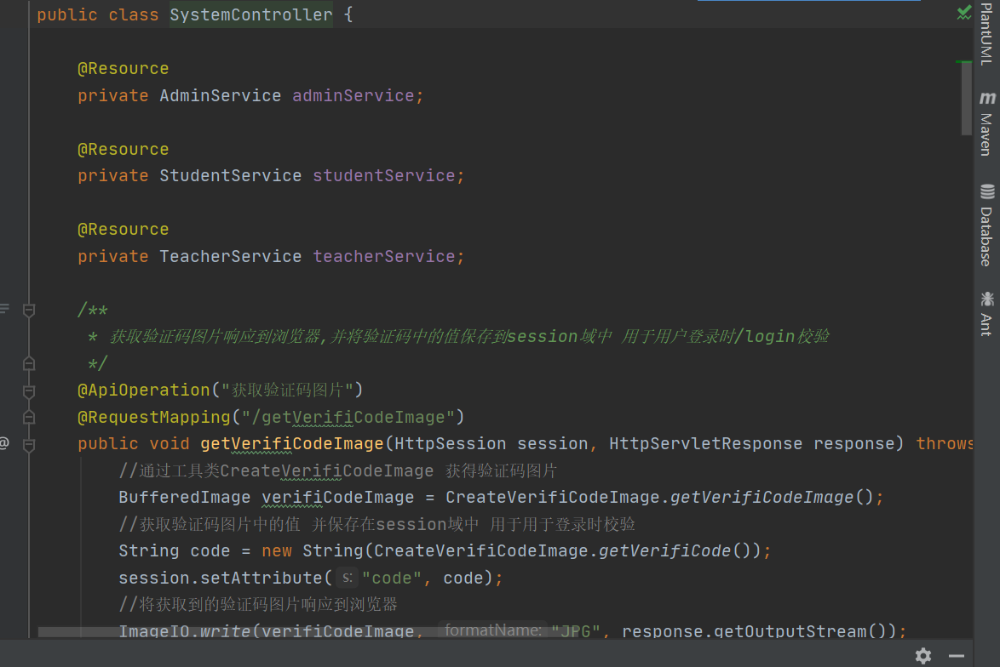 public class SystemController {
@Resource
private AdminService adminService;
@Resource
private StudentService studentService;
@Resource
private TeacherService teacherService;
/**
* 获取验证码图片响应到浏览器,并将验证码中的值保存到session域中 用于用户登录时/login校验
*/
@ApiOperation("获取验证码图片")
@RequestMapping("/getVerifiCodeImage")
public void getVerifiCodeImage(HttpSession session, HttpServletResponse response) throws
//通过工具类CreateVerifiCodeImage 获得验证码图片
BufferedImage verifiCodeImage = CreateVerifiCodeImage.getVerifiCodeImage();
//获取验证码图片中的值 并保存在session域中 用于用于登录时校验
String code = new String(CreateVerifiCodeImage.getVerifiCode());
session.setAttribute( s: "code", code);
//将获取到的验证码图片响应到浏览器
ImageIO.write(verifiCodeImage, formatName: "JPG", response.getOutputStream());
PlantUML
m Maven
Database
Ant
@